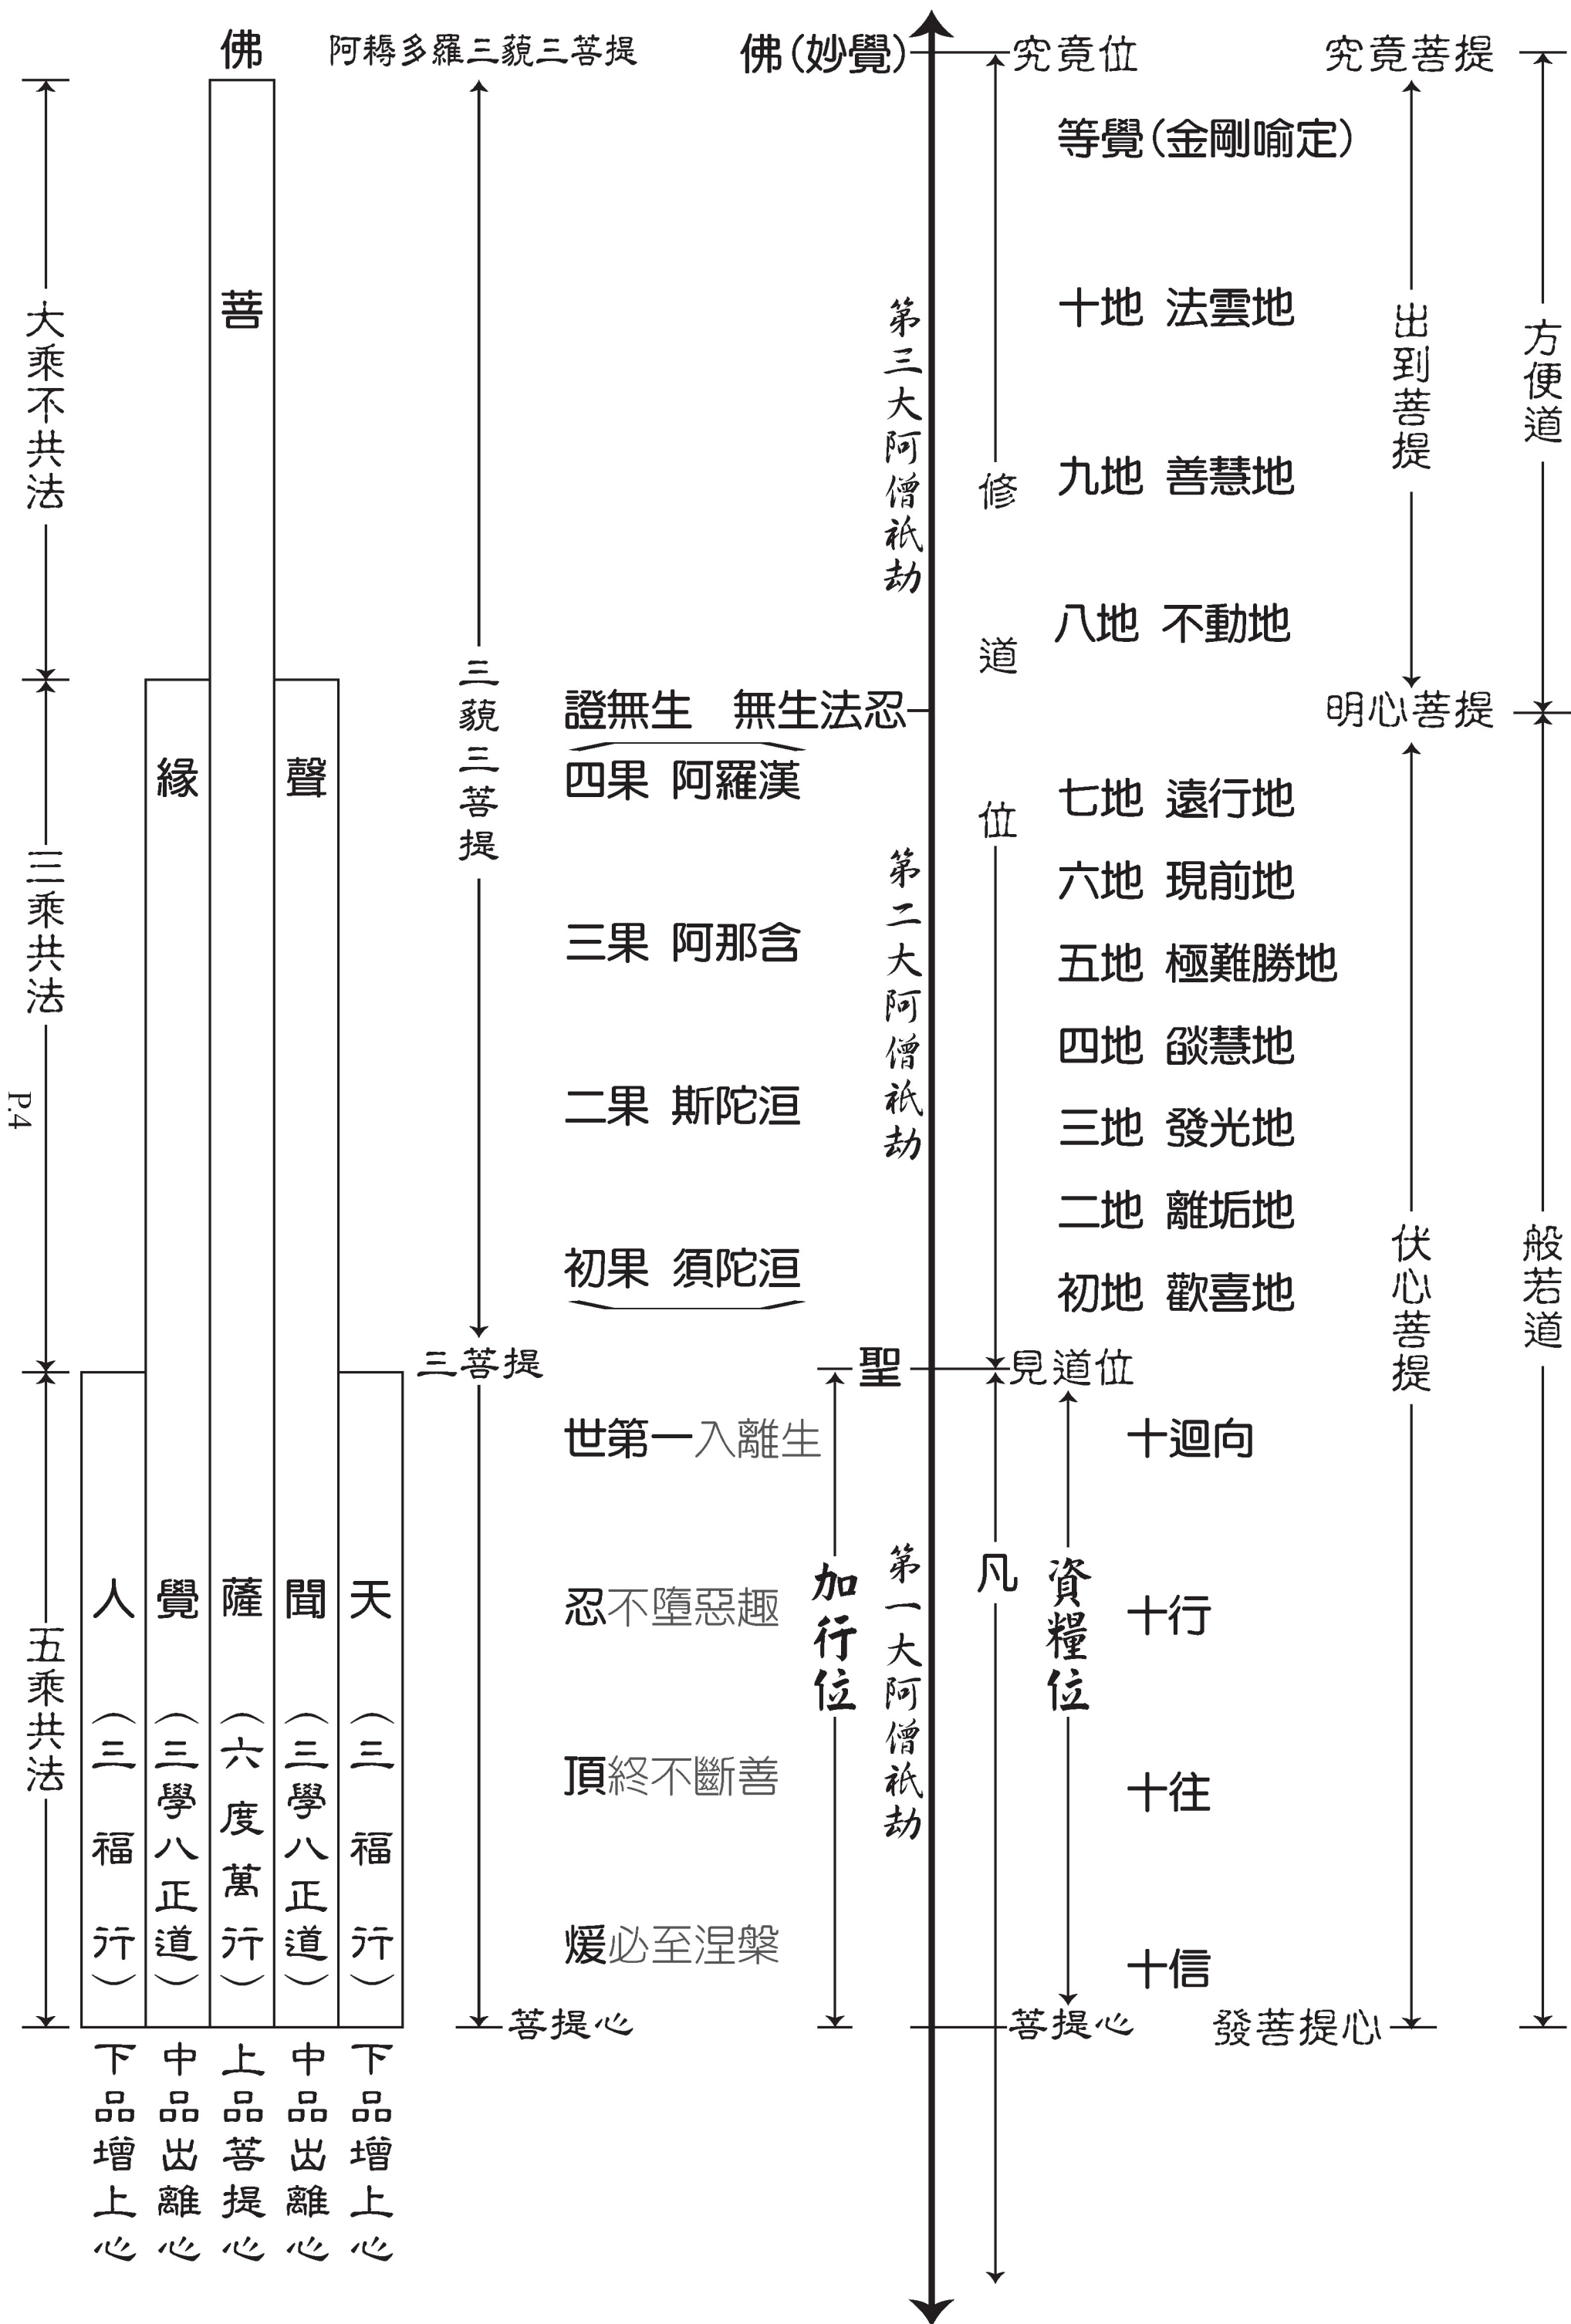 佛
菩
薩
（六度萬行）
上品菩提心
緣
覺
（三學八正道）
中品出離心
聲
聞
（三學八正道）
中品出離心
人
（三福行）
下品增上心
天
（三福行）
下品增上心
大乘不共法
三乘共法
五乘共法
P.4
阿耨多羅三藐三菩提
三藐三菩提
三菩提
菩提心
證無生　無生法忍
四果 阿羅漢
三果 阿那含
二果 斯陀洹
初果 須陀洹
世第一入離生
忍不墮惡趣
頂終不斷善
煖必至涅槃
加行位
佛（妙覺）
第三大阿僧祇劫
第二大阿僧祇劫
聖
第一大阿僧祇劫
究竟位
修道位
見道位
凡
資糧位
菩提心
等覺（金剛喻定）
十地 法雲地
九地 善慧地
八地 不動地
七地 遠行地
六地 現前地
五地 極難勝地
四地 燄慧地
三地 發光地
二地 離垢地
初地 歡喜地
十迴向
十行
十往
十信
究竟菩提
出到菩提
明心菩提
伏心菩提
發菩提心
方便道
般若道